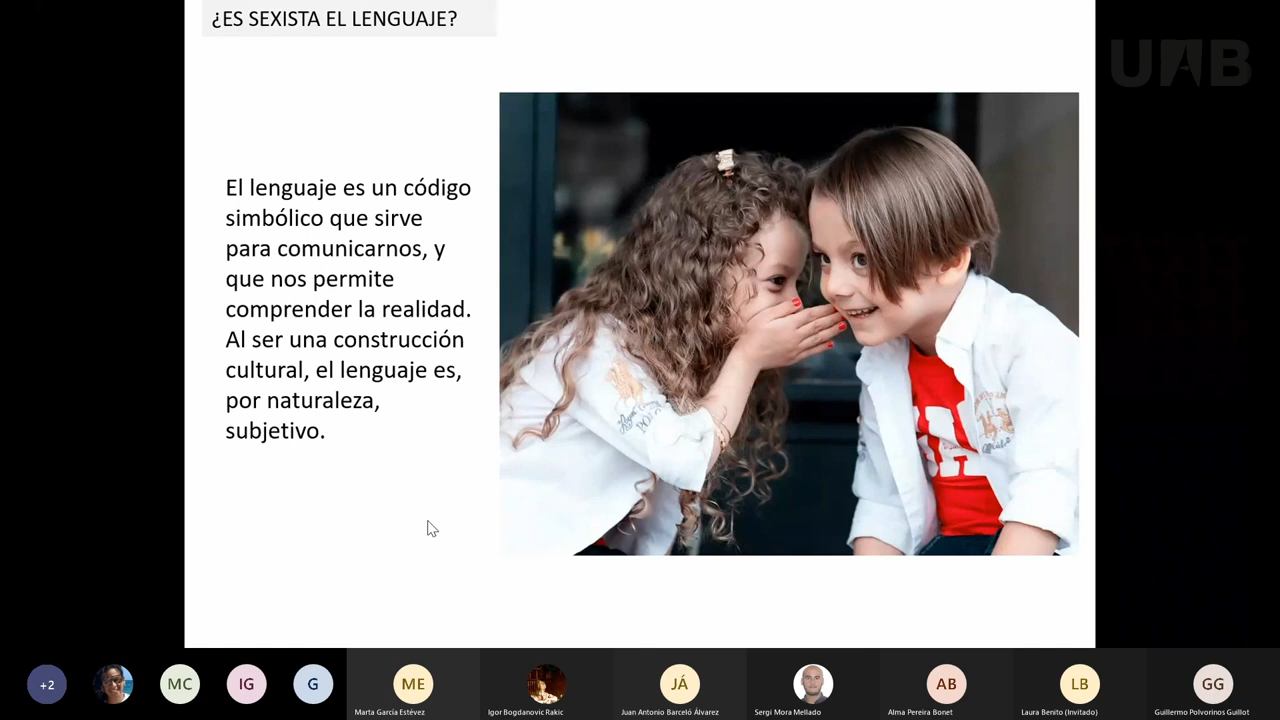 ¿ES SEXISTA EL LENGUAJE?
UAB
El lenguaje es un código
simbólico que sirve
para comunicarnos, y
que nos permite
comprender la realidad.
Al ser una construcción
cultural, el lenguaje es,
por naturaleza,
subjetivo.
+2
MC
IG
G
ME
JÁ
AB
LB
GG
Marta García Estévez
Igor Bogdanovic Rakic
Juan Antonio Barceló Álvarez
Sergi Mora Mellado
Alma Pereira Bonet
Laura Benito (Invitado)
Guillermo Polvorinos Guillot